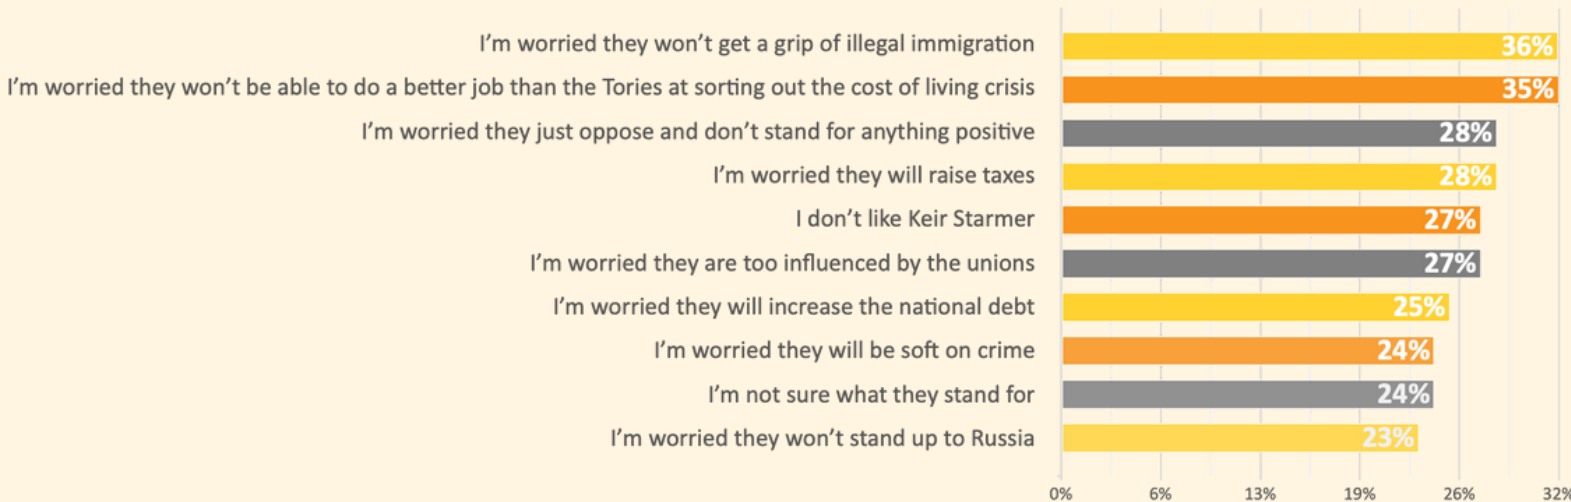 I'm worried they won't get a grip of illegal immigration 36%
I'm worried they won't be able to do a better job than the Tories at sorting out the cost of living crisis 35%
I'm worried they just oppose and don't stand for anything positive 28%
I'm worried they will raise taxes 28%
I don't like Keir Starmer 27%
I'm worried they are too influenced by the unions 27%
I'm worried they will increase the national debt 25%
I'm worried they will be soft on crime 24%
I'm not sure what they stand for 24%
I'm worried they won't stand up to Russia 23%
0% 6% 13% 19% 26% 32%